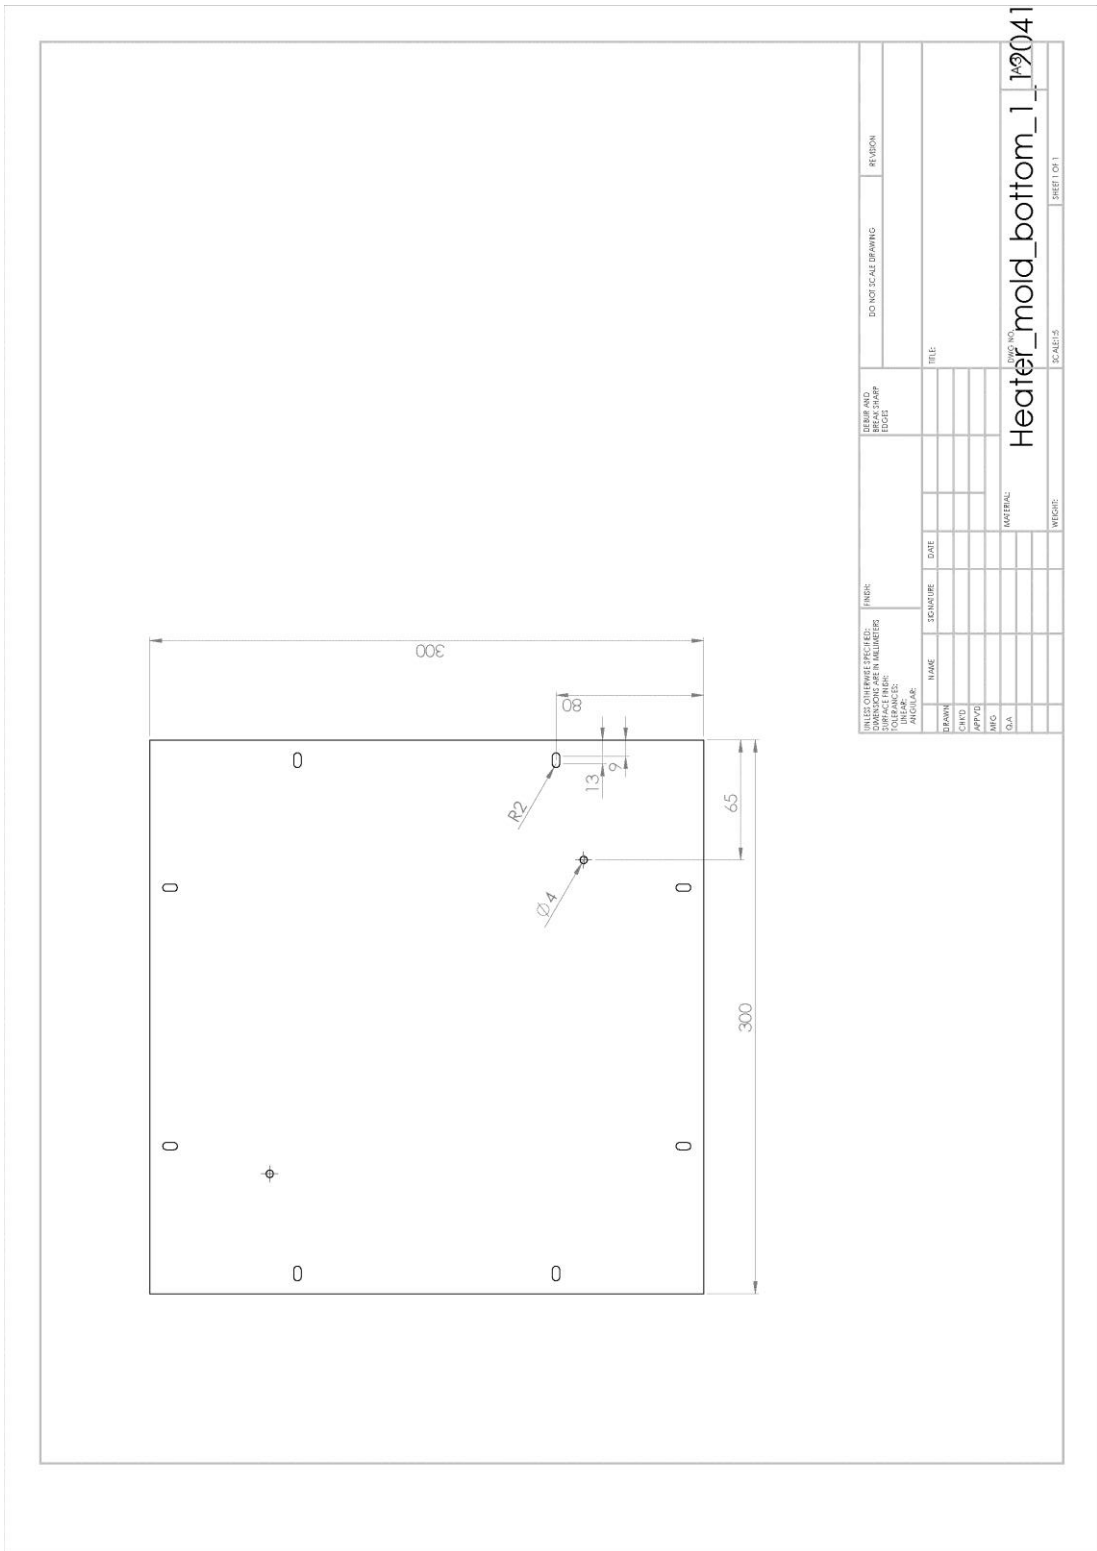 300
80
13
9
R2
65
Ø4
300
UNLESS OTHERWISE SPECIFIED:
DIMENSIONS ARE IN MILLIMETERS
SURFACE FINISH:
TOLERANCES:
LINEAR:
ANGULAR:
FINISH:
DEBUR AND
BREAK SHARP
EDGES
DO NOT SCALE DRAWING
REVISION
NAME
SIGNATURE
DATE
DRAWN
CHK'D
APPV'D
MFG
Q.A
TITLE:
MATERIAL:
DWG NO.
Heater_mold_bottom_1_19041
A3
WEIGHT:
SCALE:1:5
SHEET 1 OF 1